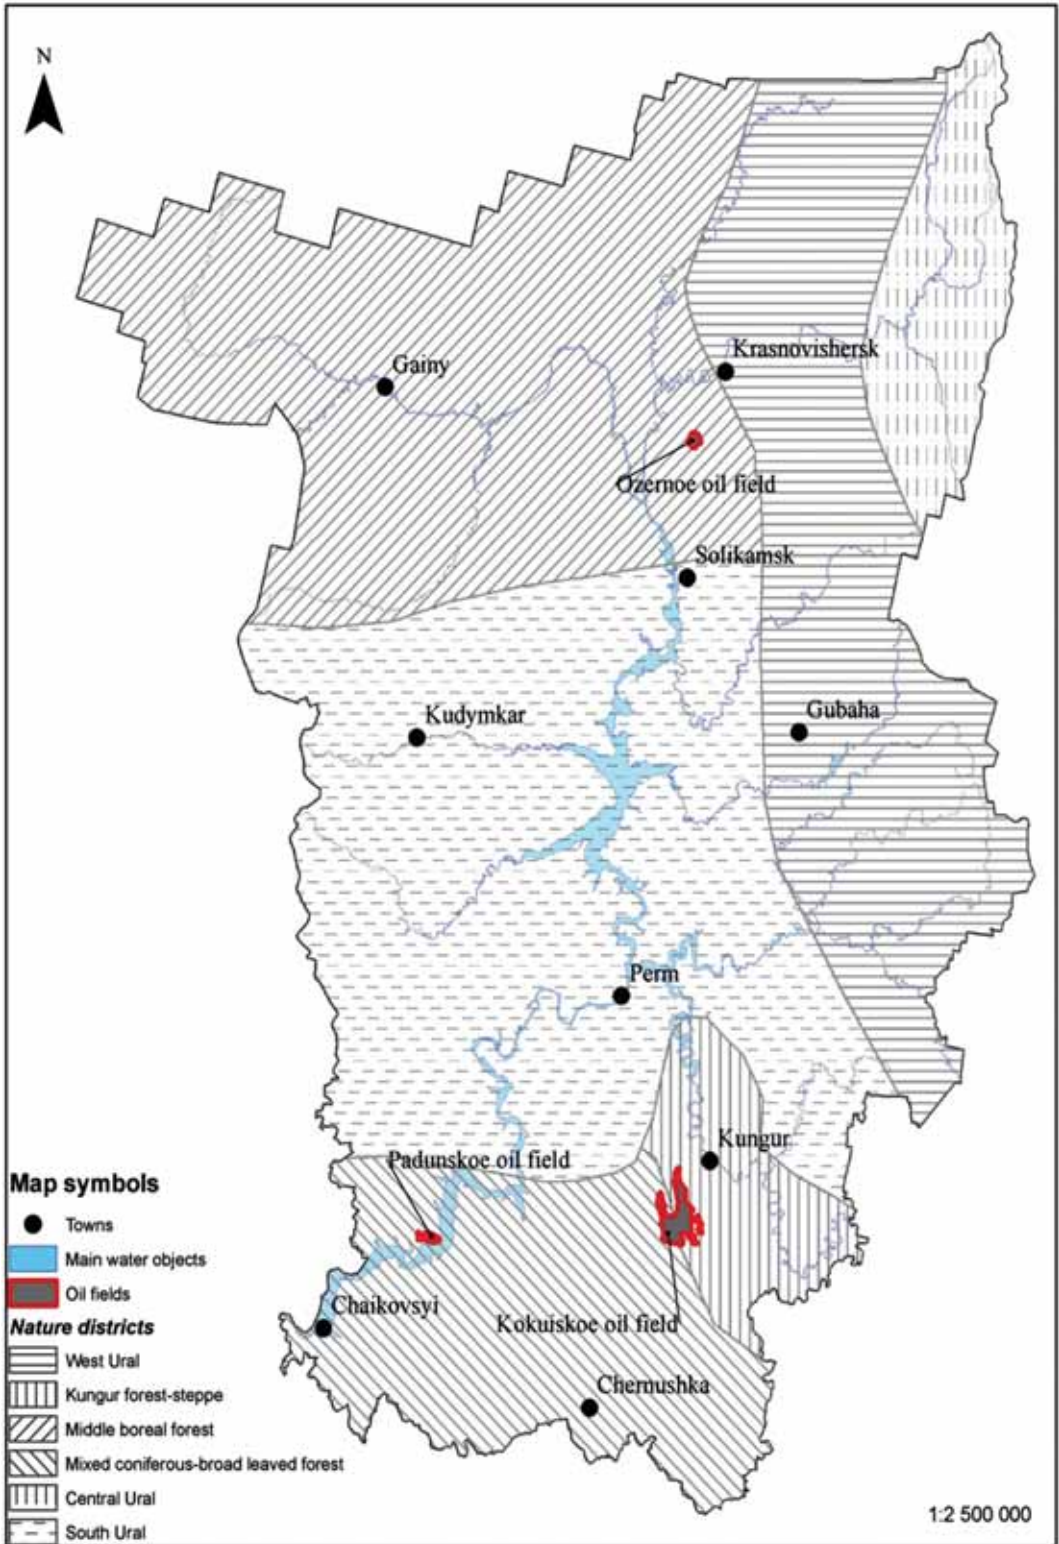 N
Gainy
Krasnovishersk
Ozernoe oil field
Solikamsk
Kudymkar
Gubaha
Perm
Kungur
Padunskoe oil field
Map symbols
Towns
Main water objects
Oil fields
Nature districts
West Ural
Kungur forest-steppe
Middle boreal forest
Mixed coniferous-broad leaved forest
Central Ural
South Ural
Chaikovsyi
Kokuiskoe oil field
Chernushka
1:2 500 000